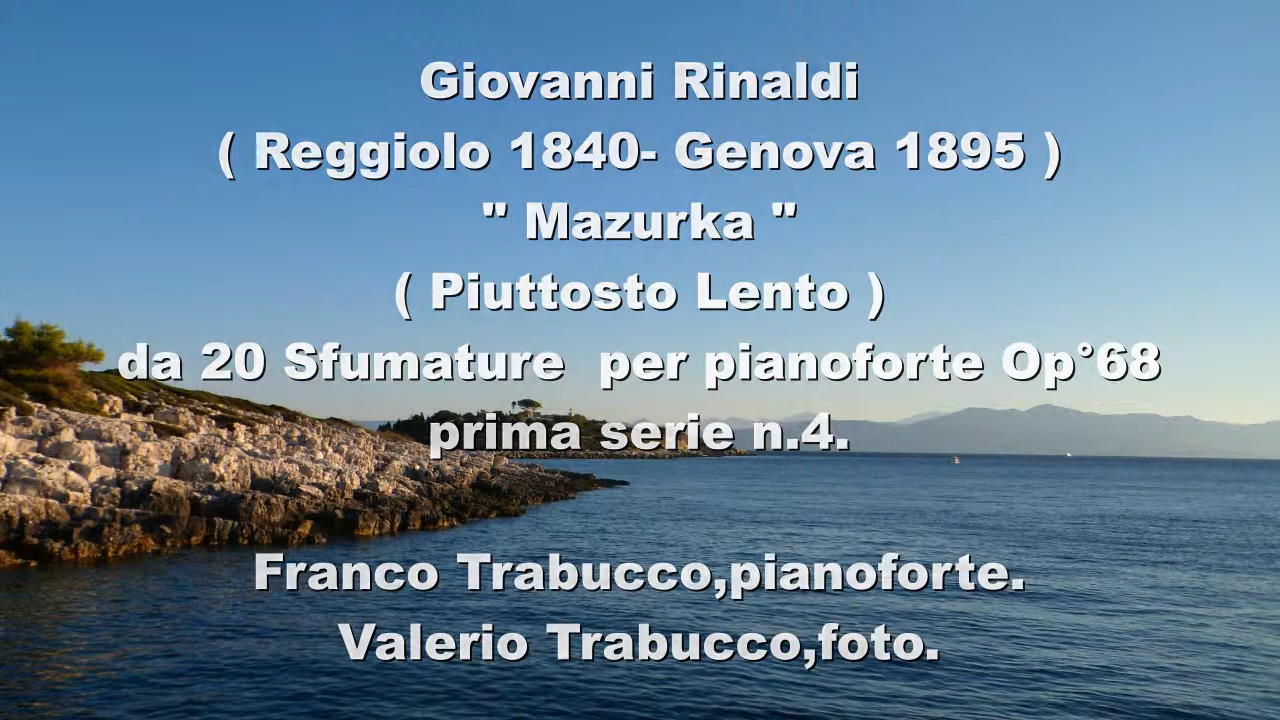 Giovanni Rinaldi
( Reggiolo 1840- Genova 1895 )
" Mazurka "
( Piuttosto Lento )
da 20 Sfumature  per pianoforte Op°68
prima serie n.4.
Franco Trabucco,pianoforte.
Valerio Trabucco,foto.